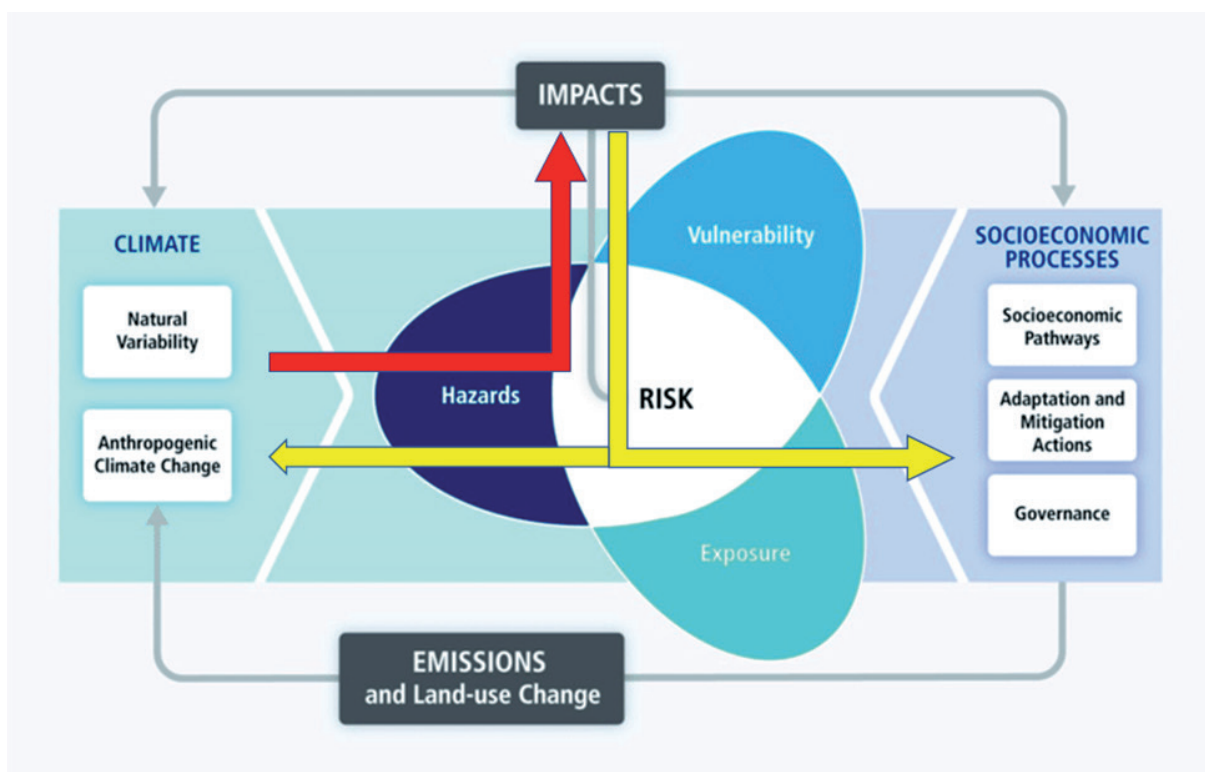 IMPACTS
CLIMATE
Natural
Variability
Anthropogenic
Climate Change
Hazards
Vulnerability
RISK
Exposure
SOCIOECONOMIC
PROCESSES
Socioeconomic
Pathways
Adaptation and
Mitigation
Actions
Governance
EMISSIONS
and Land-use Change